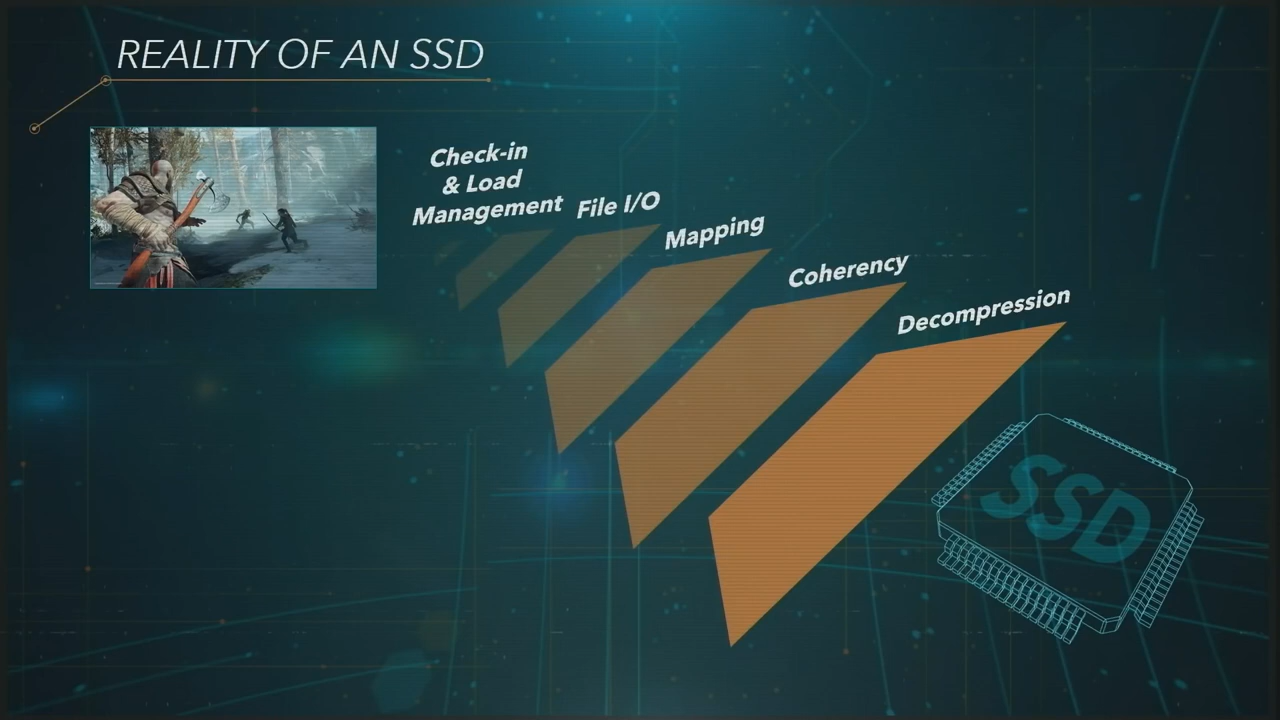 REALITY OF AN SSD
Check-in
& Load
Management
File I/O
Mapping
Coherency
Decompression
SSD